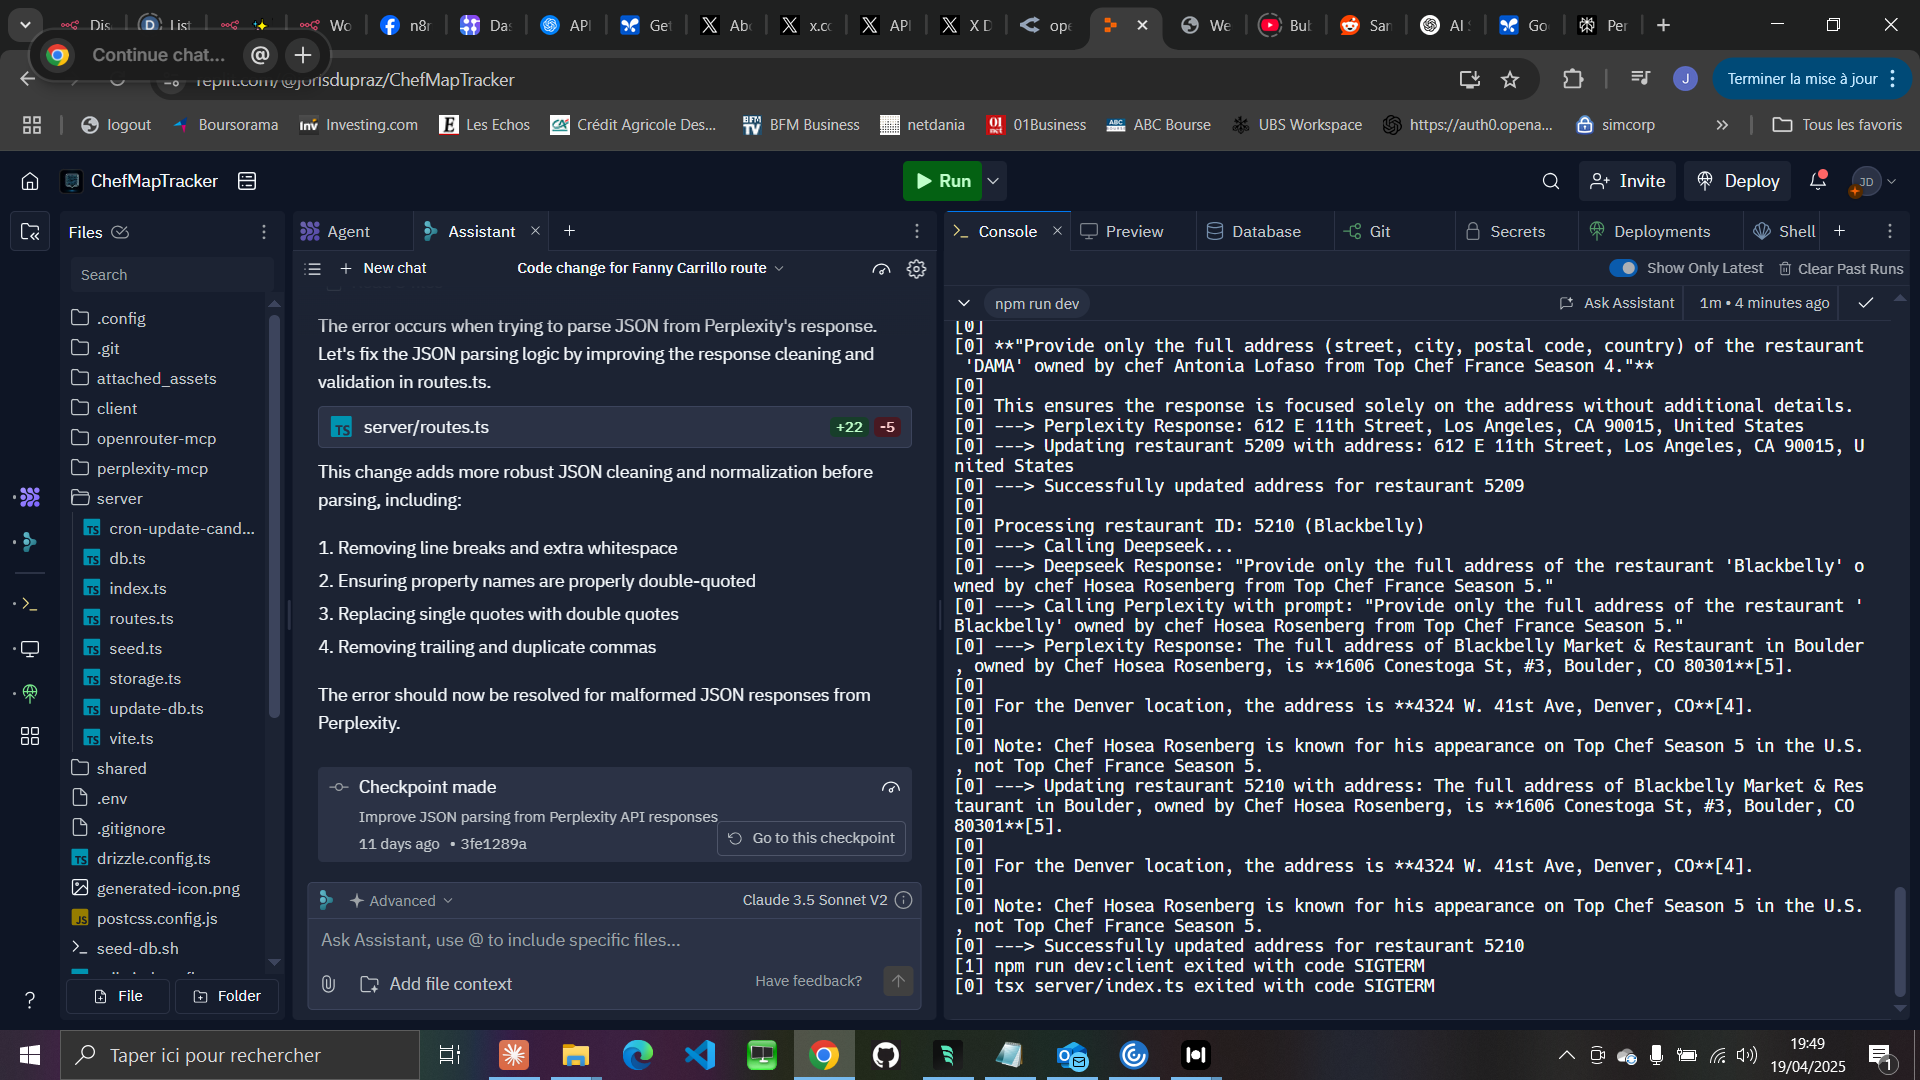 Dis
List
Wo
n8r
Das
API
Get
Abo
x.co
API
X D
ope
We
Bub
San
AI S
Goo
Per
Continue chat...
replit.com/@jorisdupraz/ChefMapTracker
J
Terminer la mise à jour
logout
Boursorama
Investing.com
Les Echos
Crédit Agricole Des...
BFM Business
netdania
01Business
ABC Bourse
UBS Workspace
https://auth0.opena...
simcorp
Tous les favoris
ChefMapTracker
Run
Invite
Deploy
JD
Files
Agent
Assistant
Console
Preview
Database
Git
Secrets
Deployments
Shell
Search
New chat
Code change for Fanny Carrillo route
Show Only Latest
Clear Past Runs
npm run dev
Ask Assistant
1m • 4 minutes ago
.config
.git
attached_assets
client
openrouter-mcp
perplexity-mcp
server
cron-update-cand...
db.ts
index.ts
routes.ts
seed.ts
storage.ts
update-db.ts
vite.ts
shared
.env
.gitignore
drizzle.config.ts
generated-icon.png
postcss.config.js
seed-db.sh
File
Folder
The error occurs when trying to parse JSON from Perplexity's response.
Let's fix the JSON parsing logic by improving the response cleaning and
validation in routes.ts.
server/routes.ts
+22 -5
This change adds more robust JSON cleaning and normalization before
parsing, including:
1. Removing line breaks and extra whitespace
2. Ensuring property names are properly double-quoted
3. Replacing single quotes with double quotes
4. Removing trailing and duplicate commas
The error should now be resolved for malformed JSON responses from
Perplexity.
Checkpoint made
Improve JSON parsing from Perplexity API responses
11 days ago • 3fe1289a
Go to this checkpoint
Advanced
Claude 3.5 Sonnet V2
Ask Assistant, use @ to include specific files...
Add file context
Have feedback?
[0]
[0] **"Provide only the full address (street, city, postal code, country) of the restaurant
'DAMA' owned by chef Antonia Lofaso from Top Chef France Season 4."**
[0]
[0] This ensures the response is focused solely on the address without additional details.
[0] ---> Perplexity Response: 612 E 11th Street, Los Angeles, CA 90015, United States
[0] ---> Updating restaurant 5209 with address: 612 E 11th Street, Los Angeles, CA 90015, U
nited States
[0] ---> Successfully updated address for restaurant 5209
[0]
[0] Processing restaurant ID: 5210 (Blackbelly)
[0] ---> Calling Deepseek...
[0] ---> Deepseek Response: "Provide only the full address of the restaurant 'Blackbelly' o
wned by chef Hosea Rosenberg from Top Chef France Season 5."
[0] ---> Calling Perplexity with prompt: "Provide only the full address of the restaurant '
Blackbelly' owned by chef Hosea Rosenberg from Top Chef France Season 5."
[0] ---> Perplexity Response: The full address of Blackbelly Market & Restaurant in Boulder
, owned by Chef Hosea Rosenberg, is **1606 Conestoga St, #3, Boulder, CO 80301**[5].
[0]
[0] For the Denver location, the address is **4324 W. 41st Ave, Denver, CO**[4].
[0]
[0] Note: Chef Hosea Rosenberg is known for his appearance on Top Chef Season 5 in the U.S.
, not Top Chef France Season 5.
[0] ---> Updating restaurant 5210 with address: The full address of Blackbelly Market & Res
taurant in Boulder, owned by Chef Hosea Rosenberg, is **1606 Conestoga St, #3, Boulder, CO
80301**[5].
[0]
[0] For the Denver location, the address is **4324 W. 41st Ave, Denver, CO**[4].
[0]
[0] Note: Chef Hosea Rosenberg is known for his appearance on Top Chef Season 5 in the U.S.
, not Top Chef France Season 5.
[0] ---> Successfully updated address for restaurant 5210
[1] npm run dev:client exited with code SIGTERM
[0] tsx server/index.ts exited with code SIGTERM
Taper ici pour rechercher
19:49
19/04/2025
1